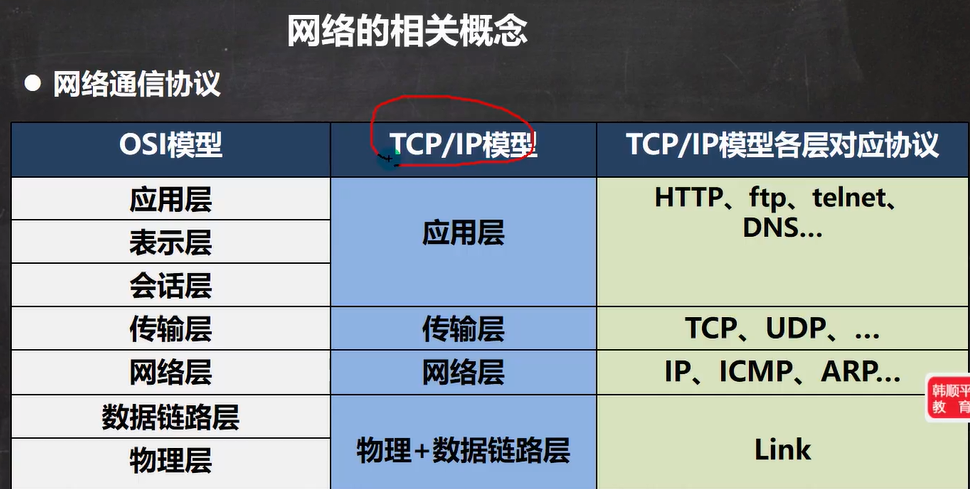 网络的相关概念
● 网络通信协议
OSI模型 TCP/IP模型 TCP/IP模型各层对应协议
应用层
表示层
会话层
应用层
HTTP、ftp、telnet、
DNS...
传输层 传输层 TCP、UDP、...
网络层 网络层 IP、ICMP、ARP...
数据链路层
物理层
物理+数据链路层
Link
韩顺平
教育